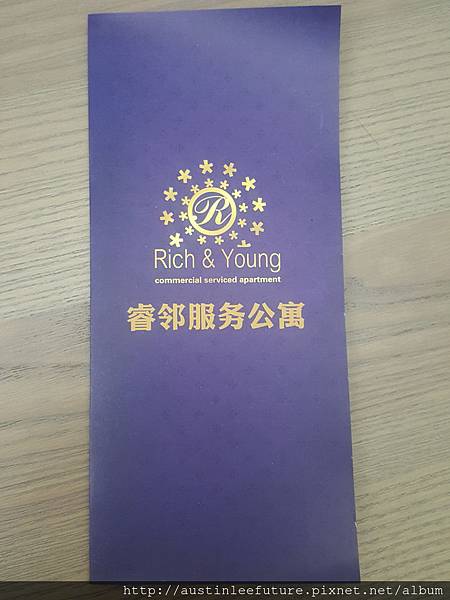 R
Rich & Young
commercial serviced apartment
睿邻服务公寓
http://austinleefuture.pixnet.net/album